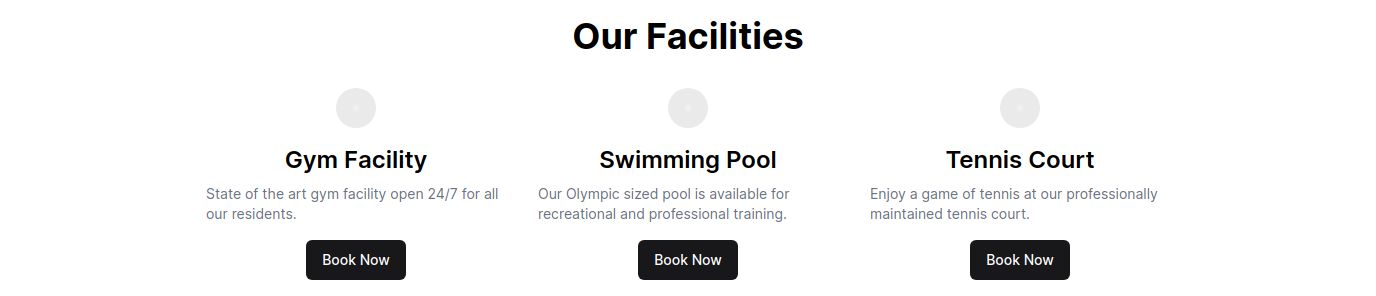 Our Facilities
Gym Facility
State of the art gym facility open 24/7 for all
our residents.
Book Now
Swimming Pool
Our Olympic sized pool is available for
recreational and professional training.
Book Now
Tennis Court
Enjoy a game of tennis at our professionally
maintained tennis court.
Book Now